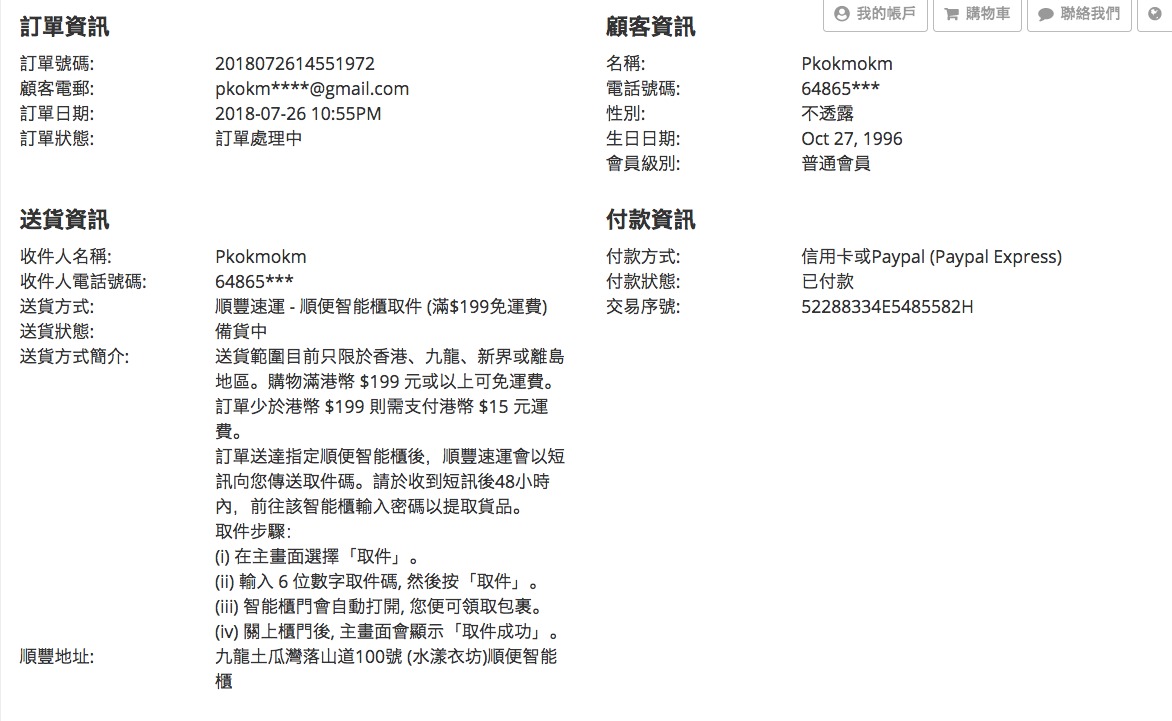 我的帳戶
購物車
聯絡我們
訂單資訊
訂單號碼: 2018072614551972
顧客電郵: pkokm****@gmail.com
訂單日期: 2018-07-26 10:55PM
訂單狀態: 訂單處理中
顧客資訊
名稱: Pkokmokm
電話號碼: 64865***
性別: 不透露
生日日期: Oct 27, 1996
會員級別: 普通會員
送貨資訊
收件人名稱: Pkokmokm
收件人電話號碼: 64865***
送貨方式: 順豐速運 - 順便智能櫃取件 (滿$199免運費)
送貨狀態: 備貨中
送貨方式簡介: 送貨範圍目前只限於香港、九龍、新界或離島
地區。購物滿港幣 $199 元或以上可免運費。
訂單少於港幣 $199 則需支付港幣 $15 元運
費。
訂單送達指定順便智能櫃後，順豐速運會以短
訊向您傳送取件碼。請於收到短訊後48小時
內，前往該智能櫃輸入密碼以提取貨品。
取件步驟：
(i) 在主畫面選擇「取件」。
(ii) 輸入 6 位數字取件碼, 然後按「取件」。
(iii) 智能櫃門會自動打開, 您便可領取包裹。
(iv) 關上櫃門後, 主畫面會顯示「取件成功」。
順豐地址: 九龍土瓜灣落山道100號 (水漾衣坊)順便智能
櫃
付款資訊
付款方式: 信用卡或Paypal (Paypal Express)
付款狀態: 已付款
交易序號: 52288334E5485582H